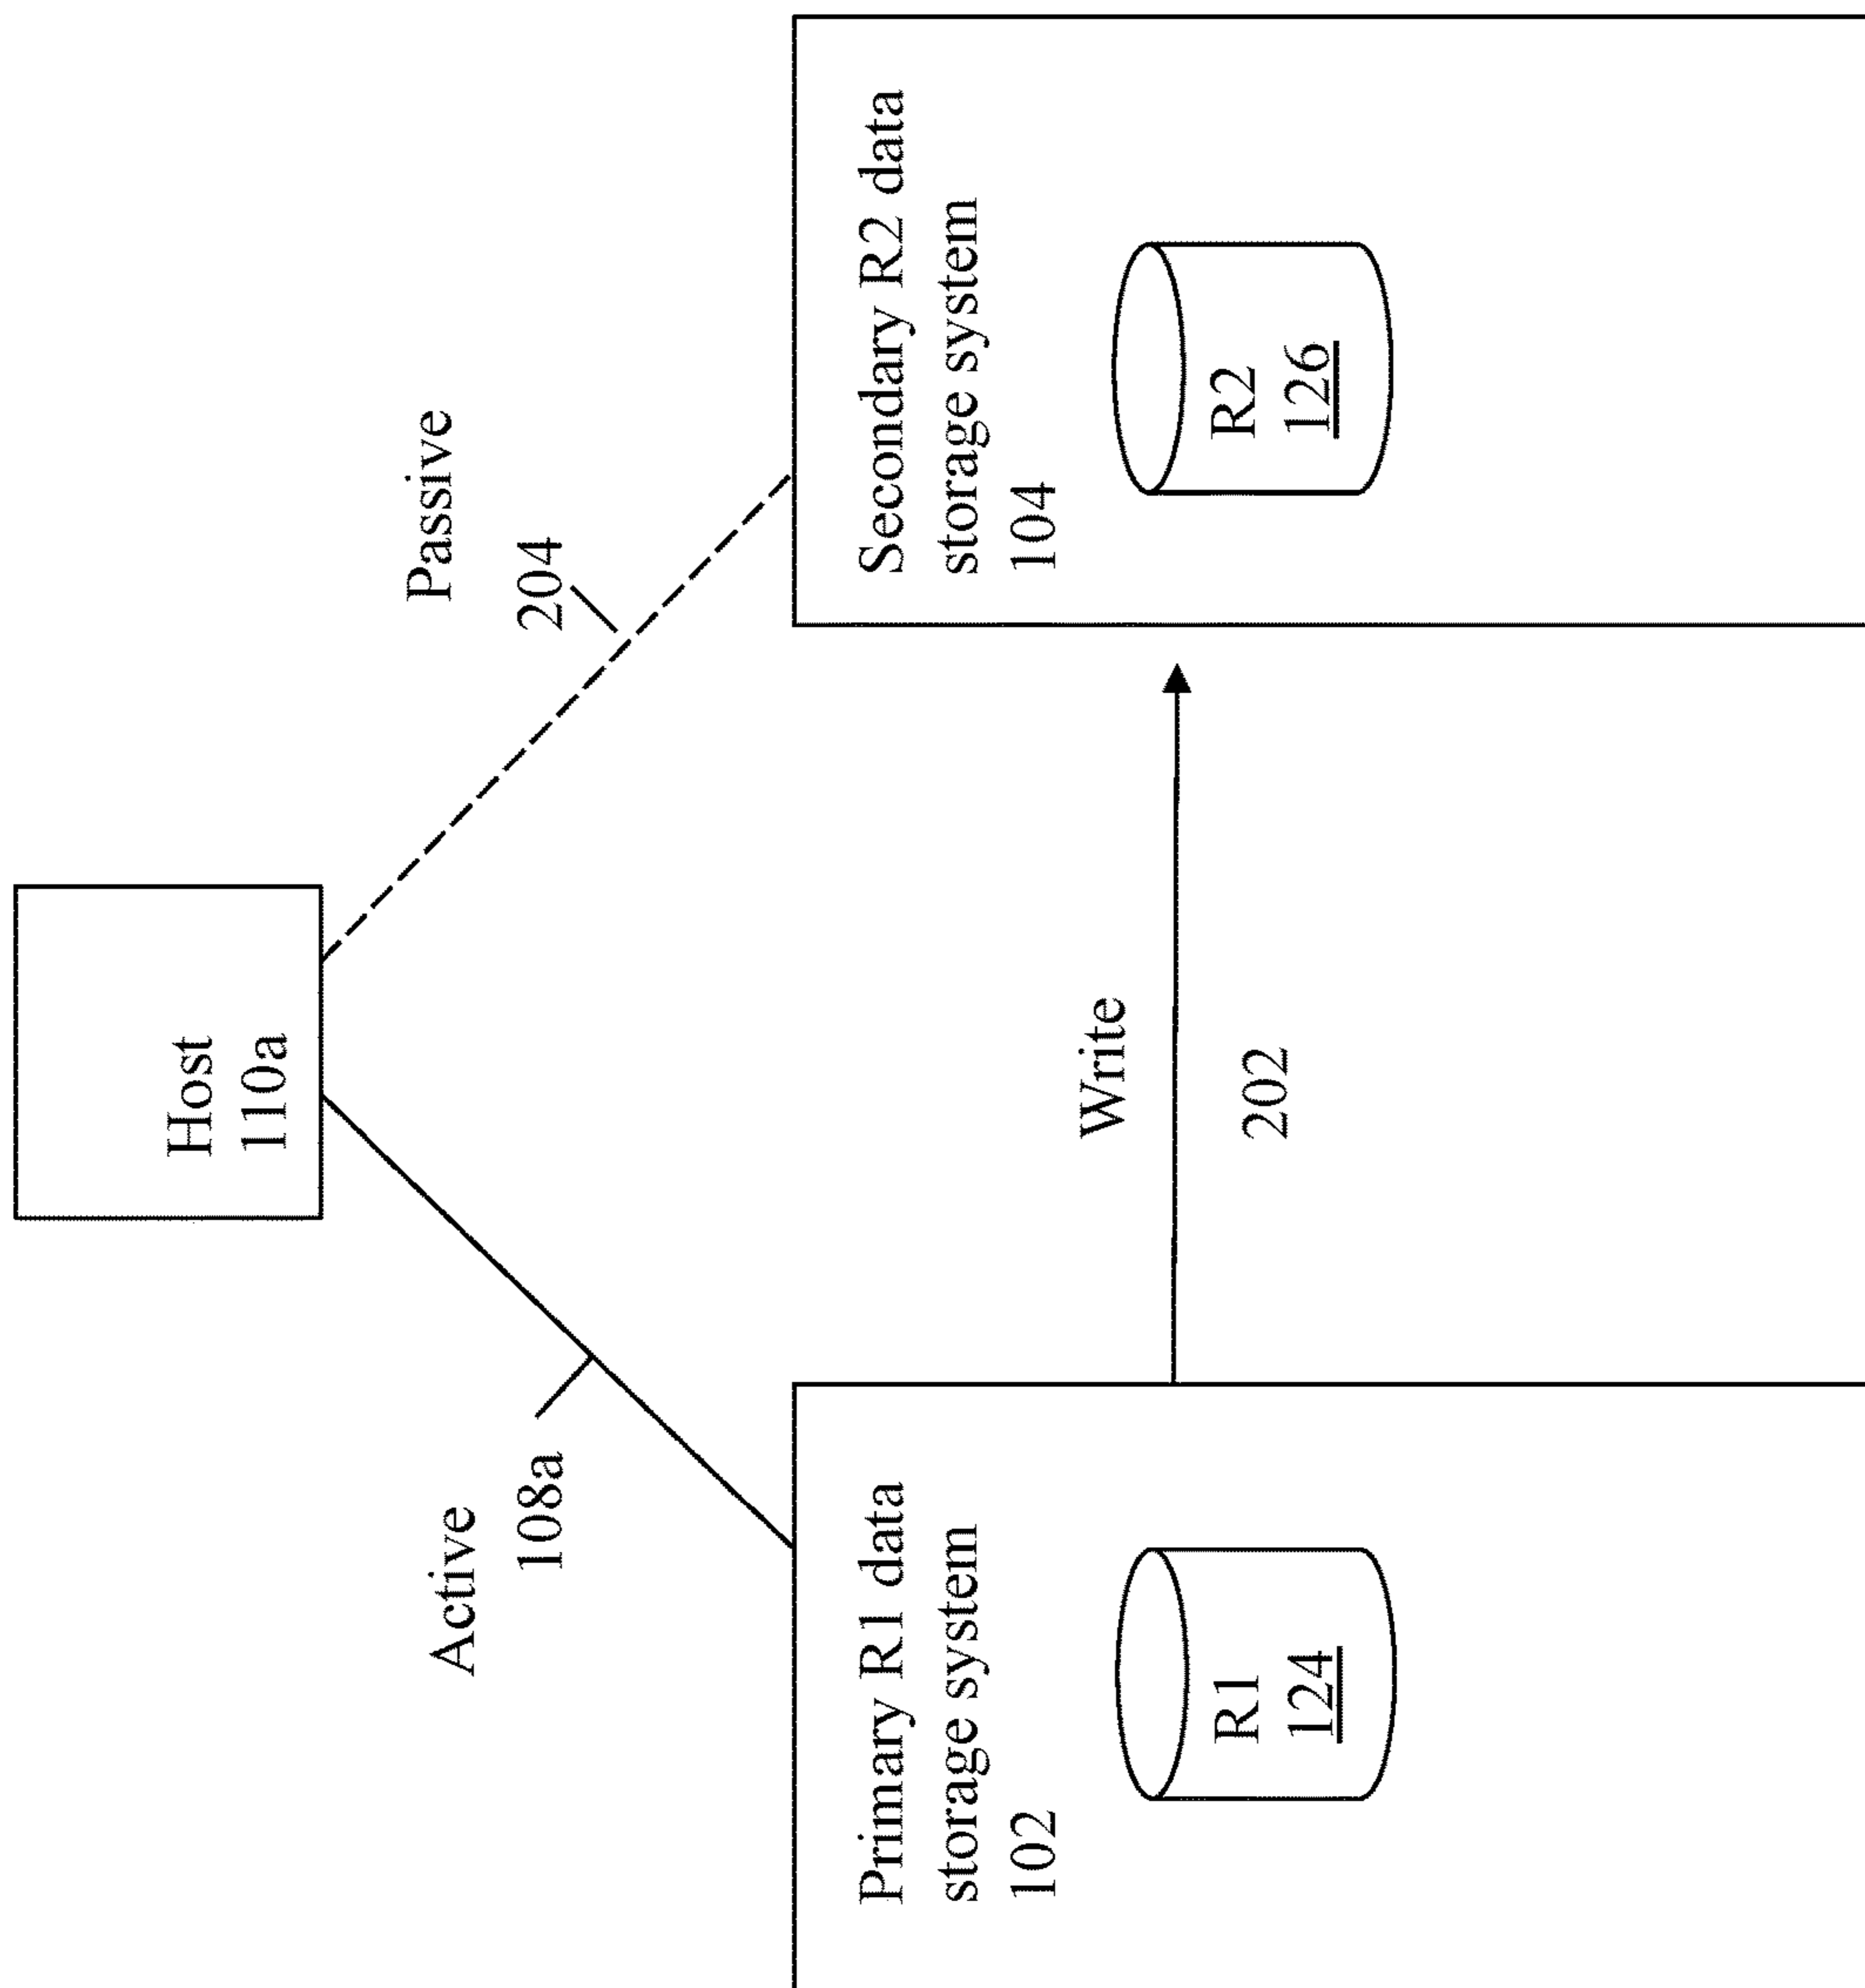 Host
110a
Active
108a
Passive
204
Primary R1 data
storage system
102
R1
124
Write
202
Secondary R2 data
storage system
104
R2
126